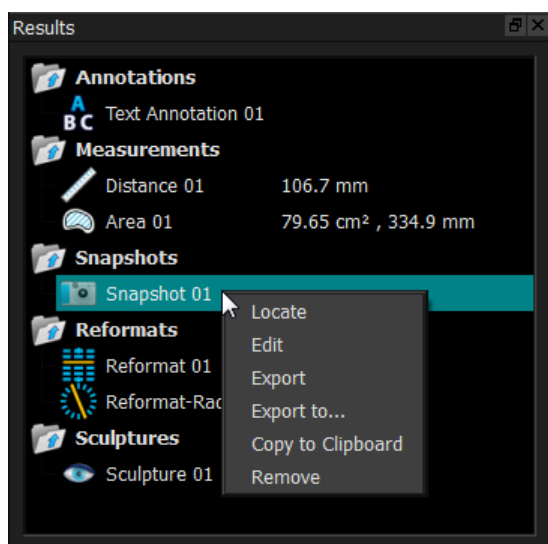 Results
Annotations
A
B C
Text Annotation 01
Measurements
Distance 01 106.7 mm
Area 01 79.65 cm² , 334.9 mm
Snapshots
Snapshot 01
Locate
Reformats
Edit
Reformat 01
Export
Reformat-Rad
Export to...
Sculptures
Copy to Clipboard
Sculpture 01
Remove